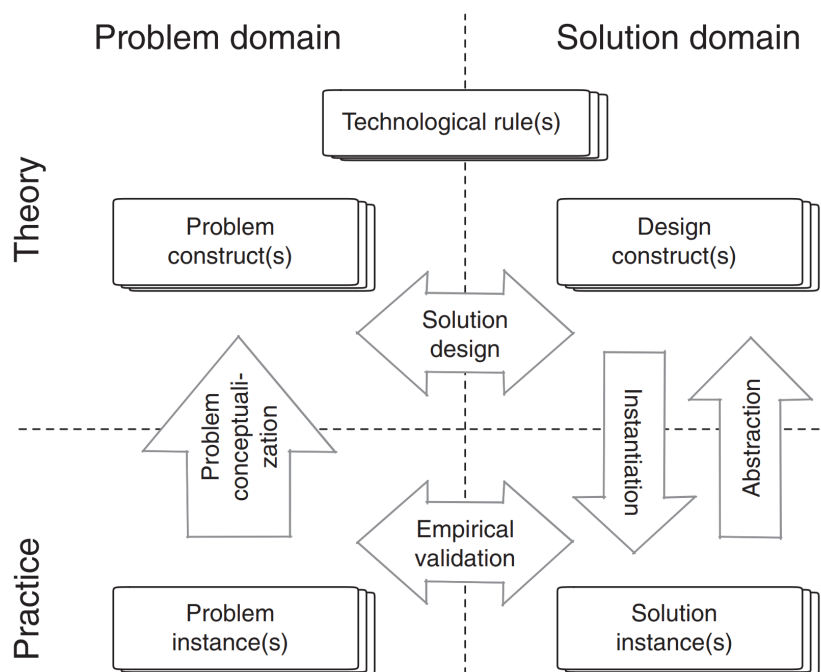 Problem domain
Solution domain
Technological rule(s)
Theory
Problem
construct(s)
Design
construct(s)
Solution
design
Problem
conceptuali-
zation
Instantiation
Abstraction
Empirical
validation
Practice
Problem
instance(s)
Solution
instance(s)